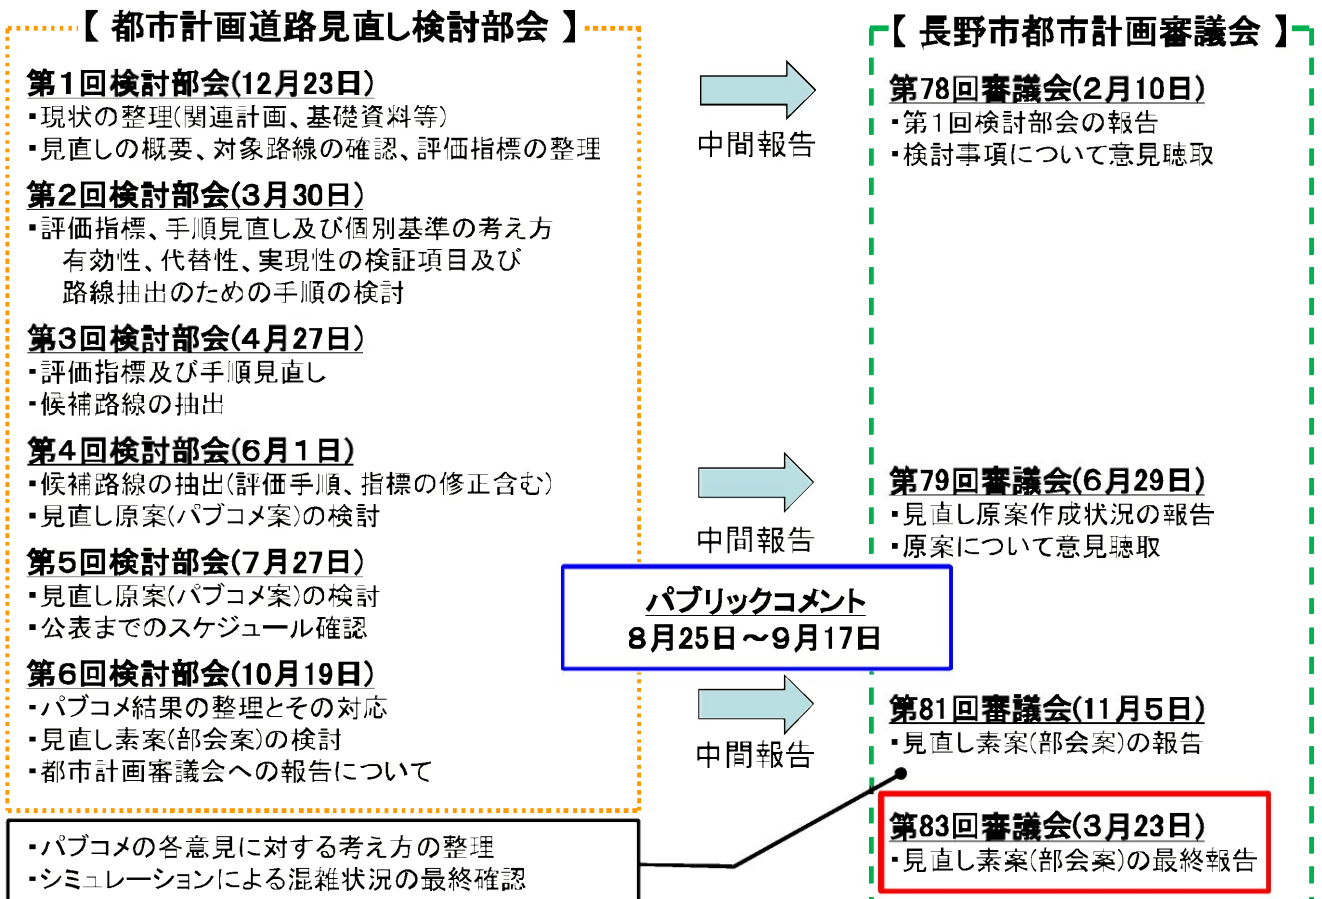 【 都市計画道路見直し検討部会 】
第1回検討部会(12月23日)
・現状の整理(関連計画、基礎資料等)
・見直しの概要、対象路線の確認、評価指標の整理
第2回検討部会(3月30日)
・評価指標、手順見直し及び個別基準の考え方
有効性、代替性、実現性の検証項目及び
路線抽出のための手順の検討
第3回検討部会(4月27日)
・評価指標及び手順見直し
・候補路線の抽出
第4回検討部会(6月1日)
・候補路線の抽出(評価手順、指標の修正含む)
・見直し原案(パブコメ案)の検討
第5回検討部会(7月27日)
・見直し原案(パブコメ案)の検討
・公表までのスケジュール確認
第6回検討部会(10月19日)
・パブコメ結果の整理とその対応
・見直し素案(部会案)の検討
・都市計画審議会への報告について
・パブコメの各意見に対する考え方の整理
・シミュレーションによる混雑状況の最終確認
中間報告
中間報告
パブリックコメント
8月25日～9月17日
中間報告
【 長野市都市計画審議会 】
第78回審議会(2月10日)
・第1回検討部会の報告
・検討事項について意見聴取
第79回審議会(6月29日)
・見直し原案作成状況の報告
・原案について意見聴取
第81回審議会(11月5日)
・見直し素案(部会案)の報告
第83回審議会(3月23日)
・見直し素案(部会案)の最終報告